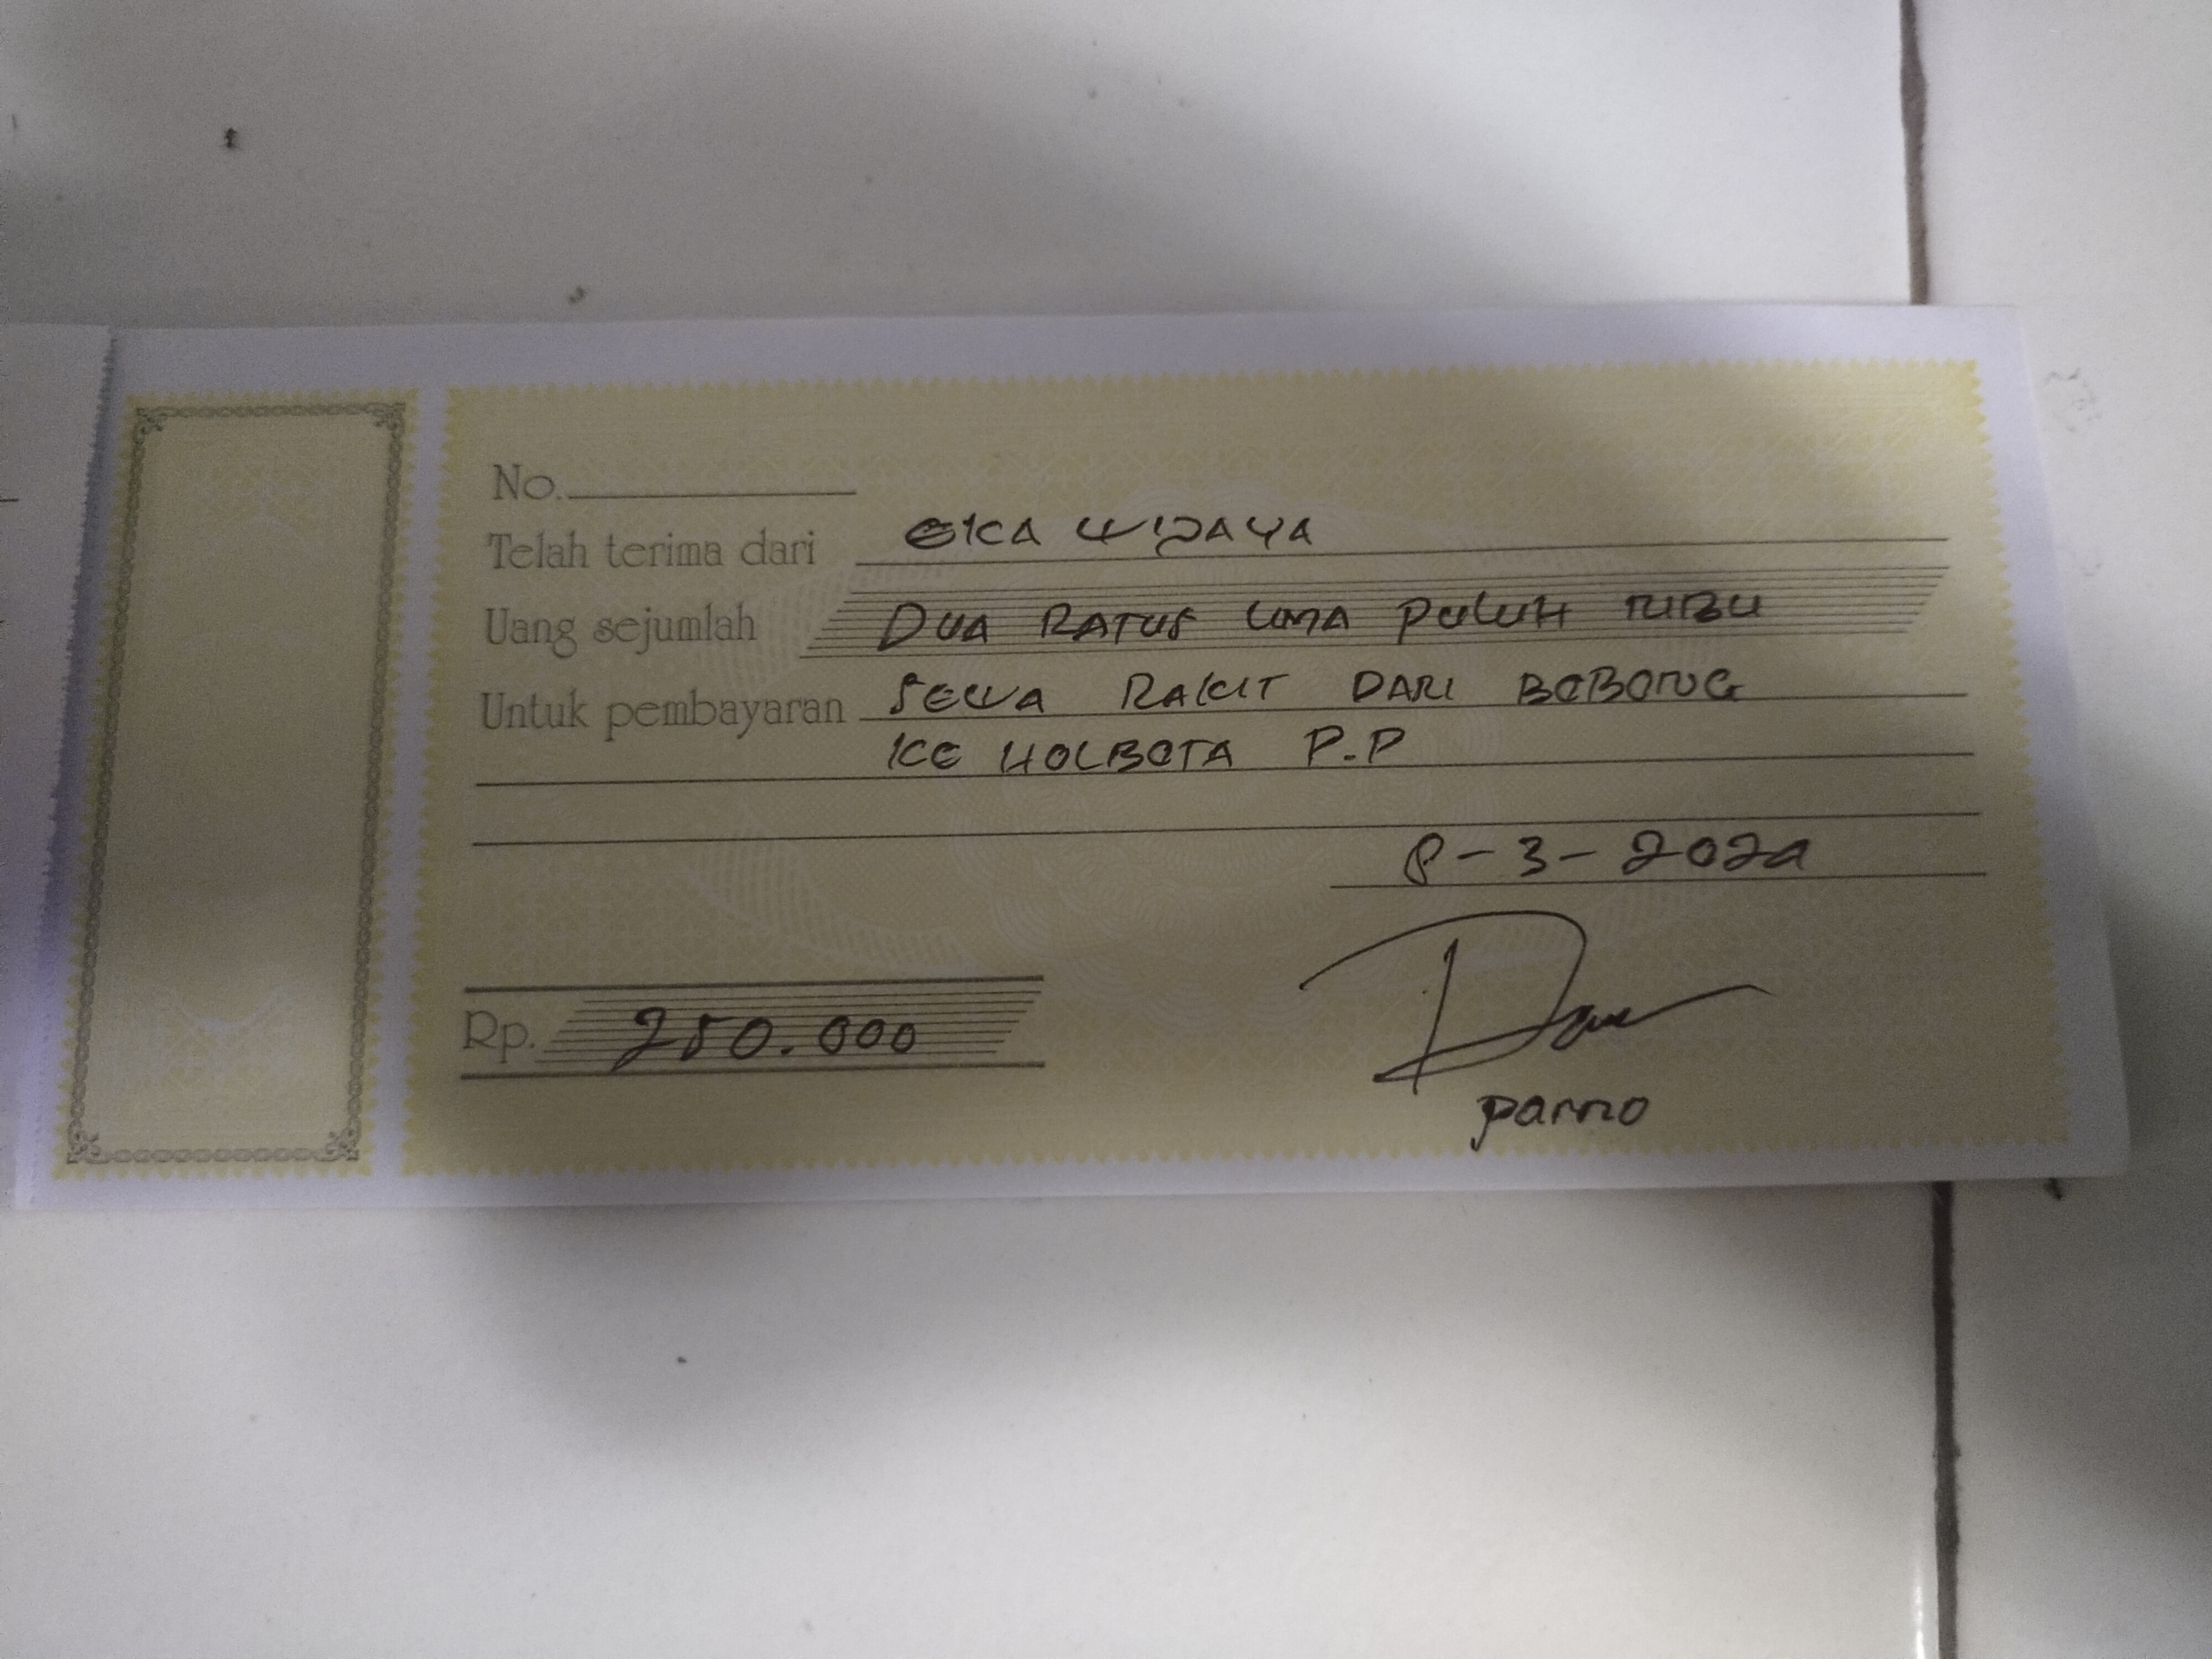 No.
Telah terima dari EKA WIJAYA
Uang sejumlah DUA RATUS LIMA PULUH RIBU
Untuk pembayaran SEWA RAKIT DARI BOBONG
KE HOLBOTA P.P
8-3-2024
Rp. 250.000
parno